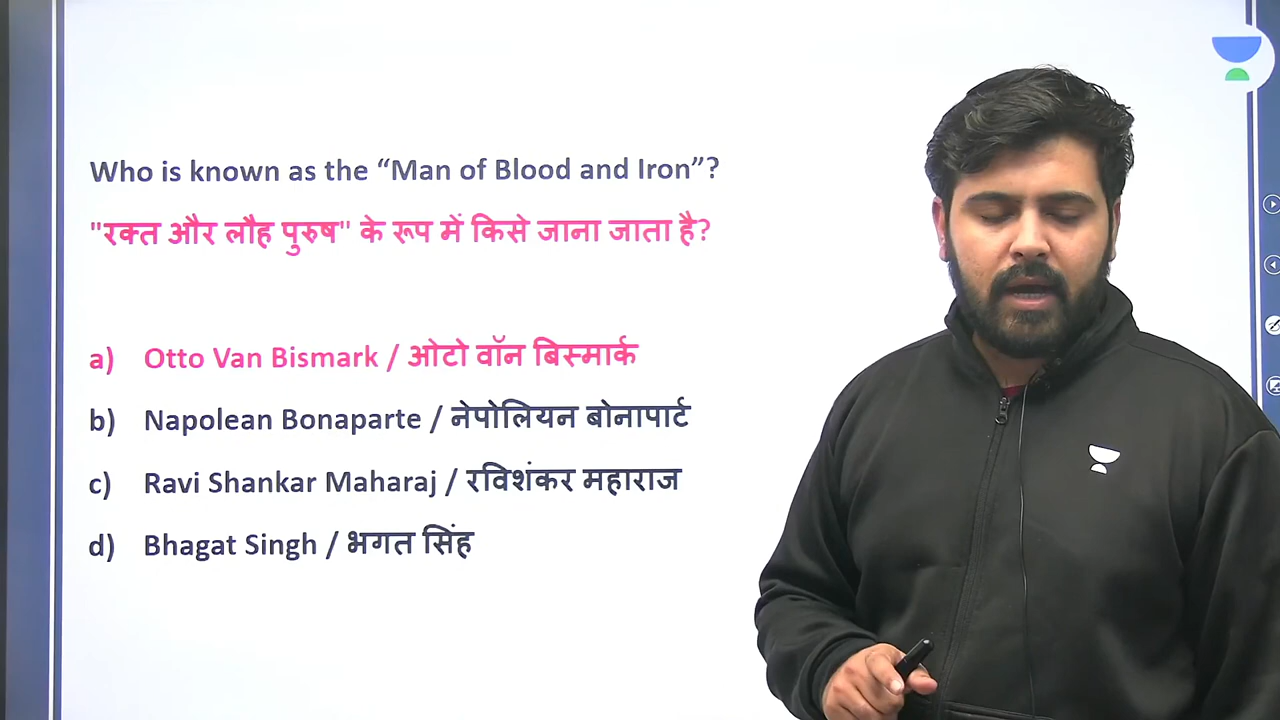 Who is known as the “Man of Blood and Iron”?
"रक्त और लौह पुरुष" के रूप में किसे जाना जाता है?
a) Otto Van Bismark / ओटो वॉन बिस्मार्क
b) Napolean Bonaparte / नेपोलियन बोनापार्ट
c) Ravi Shankar Maharaj / रविशंकर महाराज
d) Bhagat Singh / भगत सिंह